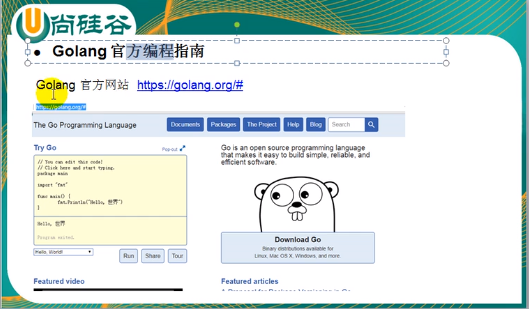 尚硅谷
● Golang 官方编程指南
Golang 官方网站 https://golang.org/#
https://golang.org/#
The Go Programming Language
Documents Packages The Project Help Blog Search
Try Go
Pop-out
// You can edit this code!
// Click here and start typing.
package main
import "fmt"
func main() {
fmt.Println("Hello, 世界")
}
Hello, 世界
Program exited.
Hello, World!
Run Share Tour
Go is an open source programming language
that makes it easy to build simple, reliable, and
efficient software.
Download Go
Binary distributions available for
Linux, Mac OS X, Windows, and more.
Featured video
Featured articles